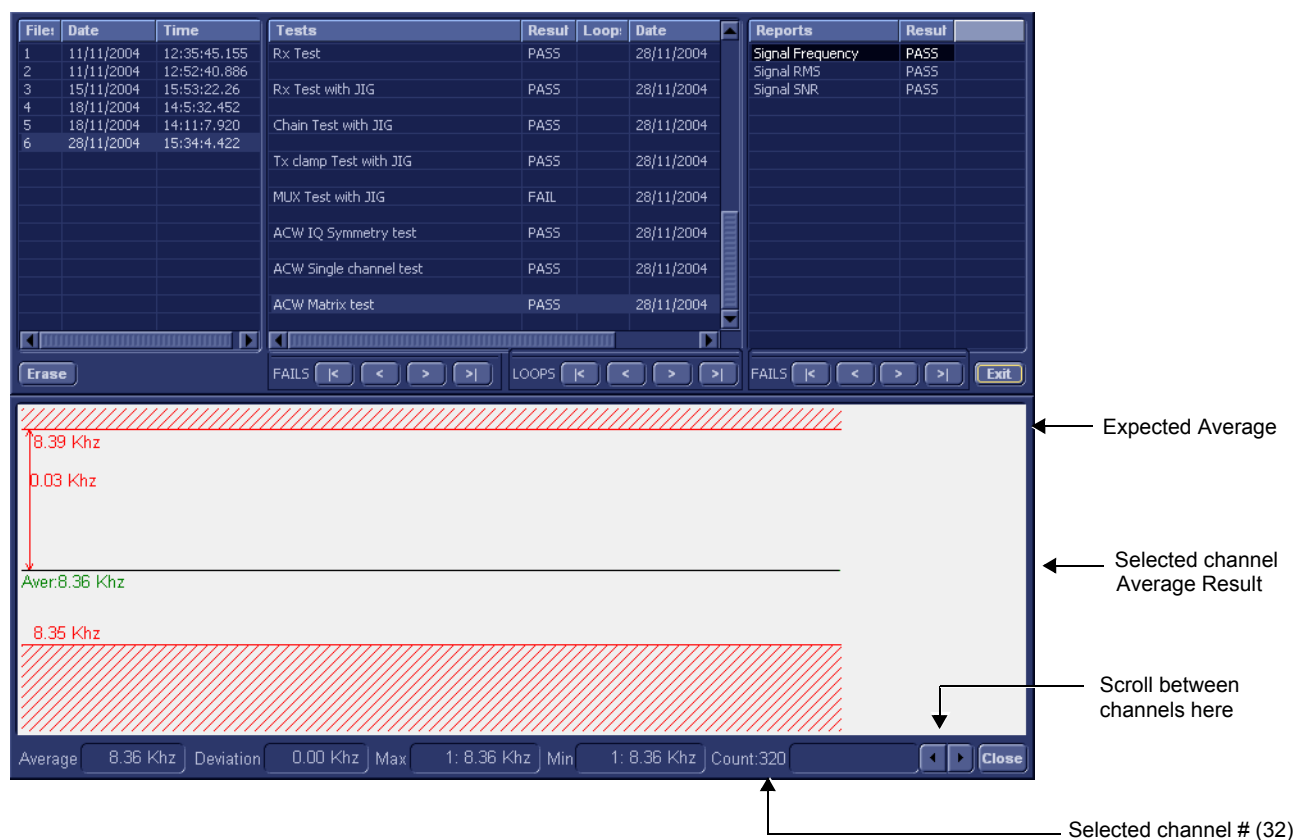 File: Date Time
1 11/11/2004 12:35:45.155
2 11/11/2004 12:52:40.886
3 15/11/2004 15:53:22.26
4 18/11/2004 14:5:32.452
5 18/11/2004 14:11:7.920
6 28/11/2004 15:34:4.422
Erase
Tests Resul Loop: Date
Rx Test PASS 28/11/2004
Rx Test with JIG PASS 28/11/2004
Chain Test with JIG PASS 28/11/2004
Tx clamp Test with JIG PASS 28/11/2004
MUX Test with JIG FAIL 28/11/2004
ACW IQ Symmetry test PASS 28/11/2004
ACW Single channel test PASS 28/11/2004
ACW Matrix test PASS 28/11/2004
FAILS |< < > >| LOOPS |< < > >|
Reports Resul
Signal Frequency PASS
Signal RMS PASS
Signal SNR PASS
FAILS |< < > >| Exit
8.39 Khz
0.03 Khz
Aver:8.36 Khz
8.35 Khz
Average 8.36 Khz Deviation 0.00 Khz Max 1: 8.36 Khz Min 1: 8.36 Khz Count:320 Close
Expected Average
Selected channel
Average Result
Scroll between
channels here
Selected channel # (32)